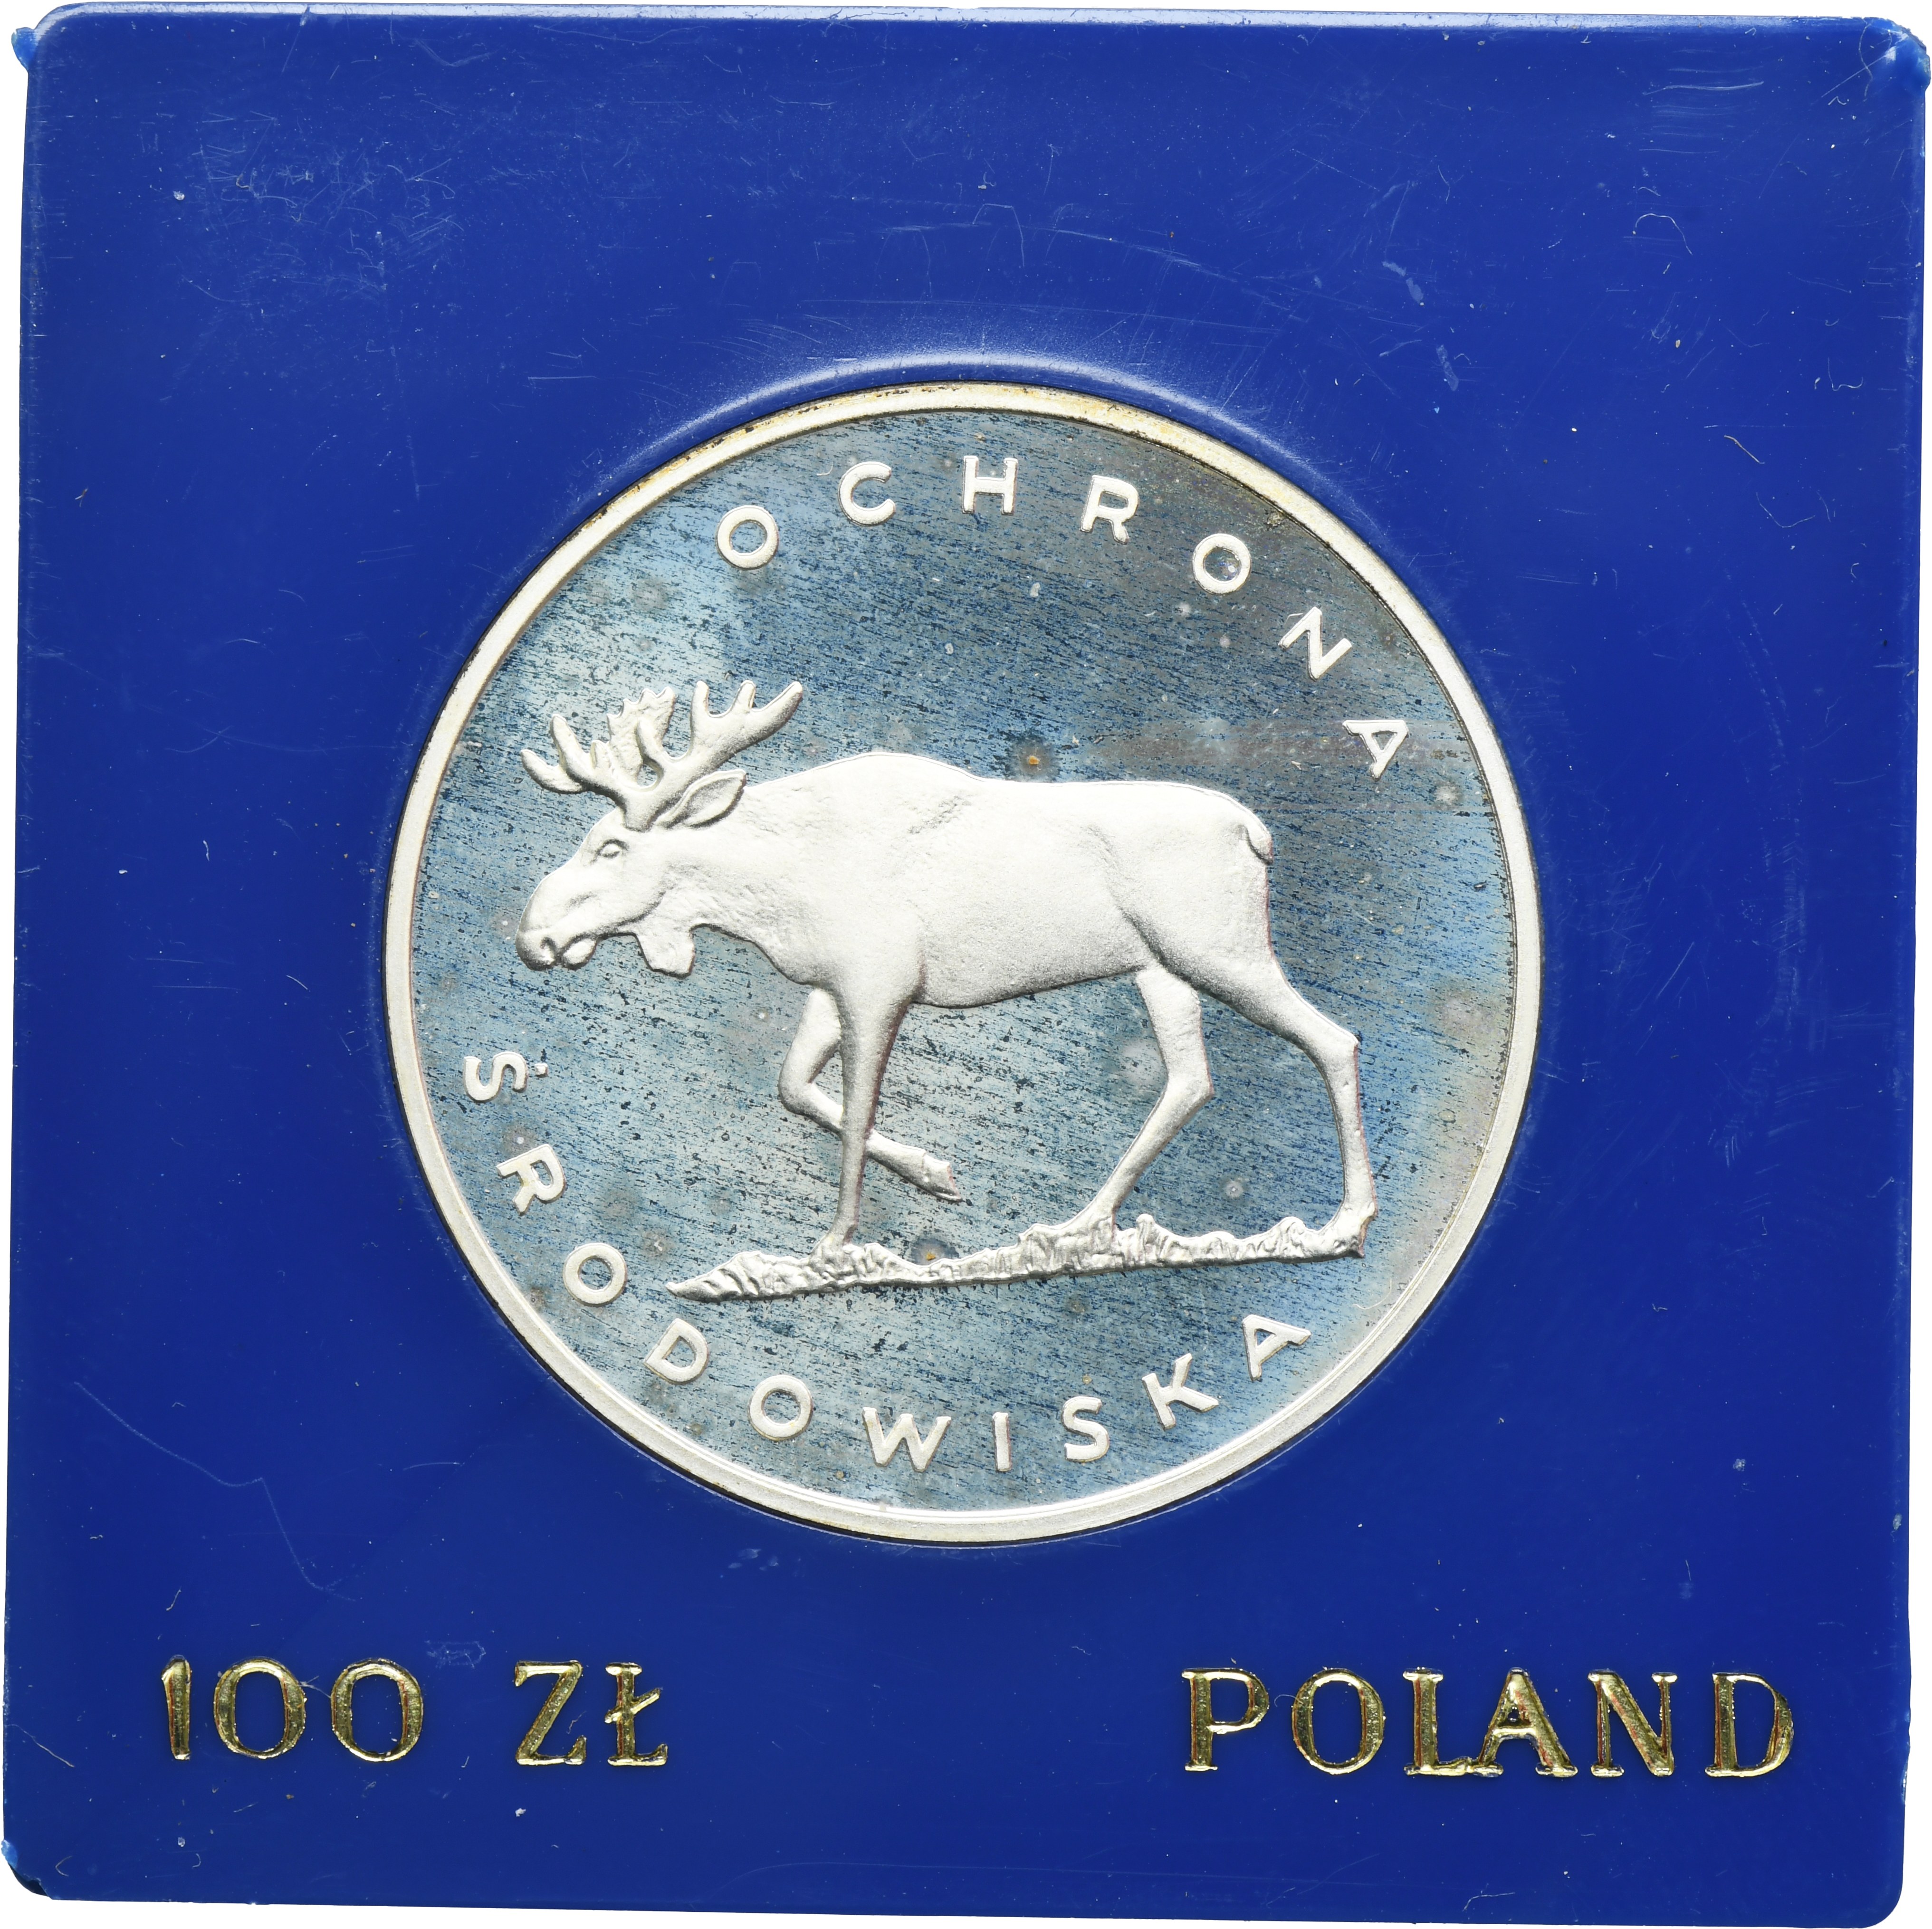 OCHRONA
ŚRODOWISKA
100 ZŁ
POLAND